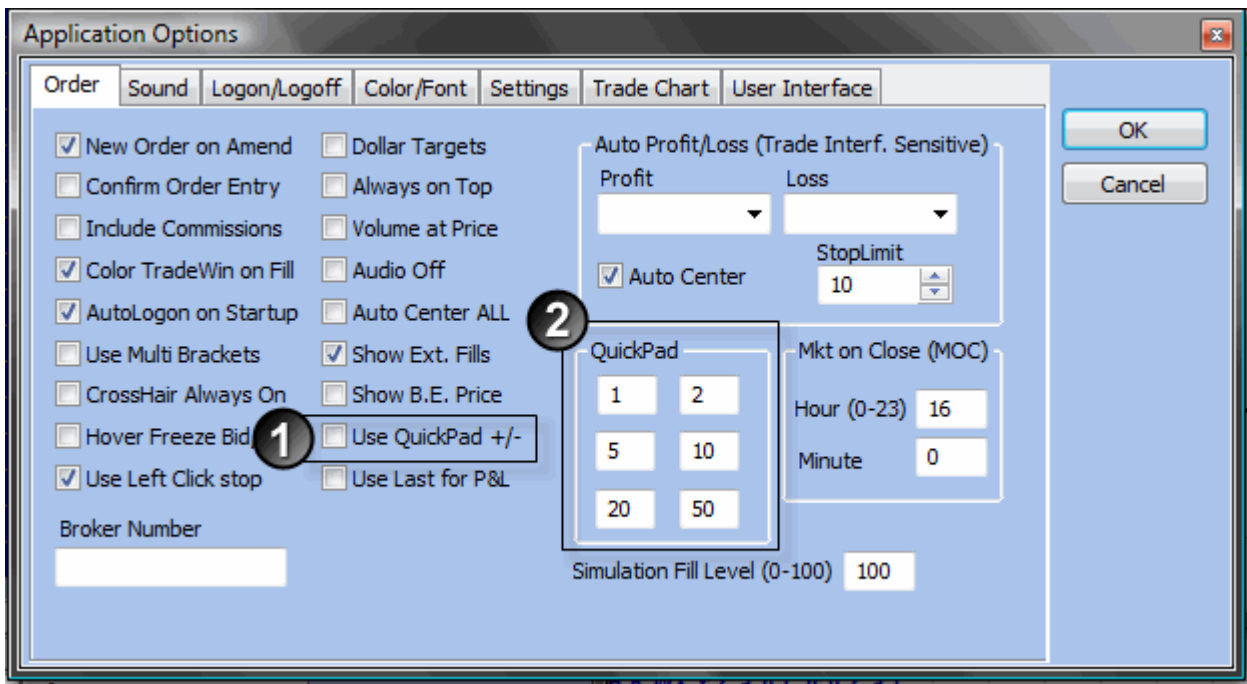 Application Options
Order Sound Logon/Logoff Color/Font Settings Trade Chart User Interface
New Order on Amend
Confirm Order Entry
Include Commissions
Color TradeWin on Fill
AutoLogon on Startup
Use Multi Brackets
CrossHair Always On
Hover Freeze Bid
Use Left Click stop
Broker Number
Dollar Targets
Always on Top
Volume at Price
Audio Off
Auto Center ALL
Show Ext. Fills
Show B.E. Price
1
Use QuickPad +/-
Use Last for P&L
Auto Profit/Loss (Trade Interf. Sensitive)
Profit Loss
StopLimit
Auto Center 10
2
QuickPad
1 2
5 10
20 50
Mkt on Close (MOC)
Hour (0-23) 16
Minute 0
Simulation Fill Level (0-100) 100
OK
Cancel